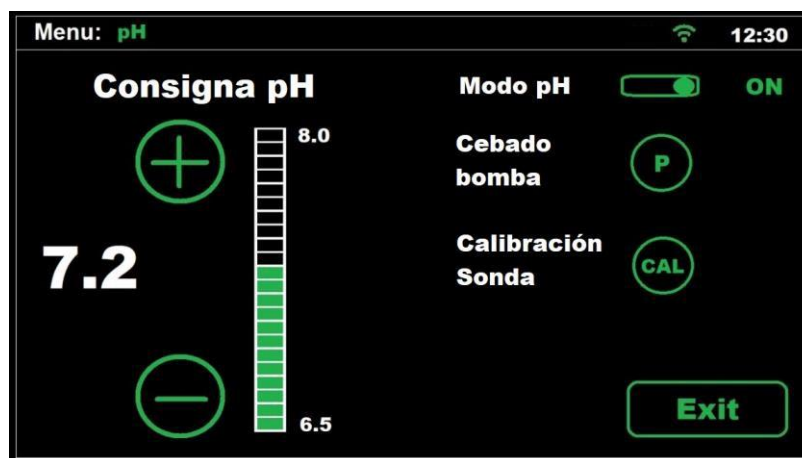 Menu: pH
12:30
Consigna pH
8.0
7.2
6.5
Modo pH
ON
Cebado
bomba
P
Calibración
Sonda
CAL
Exit